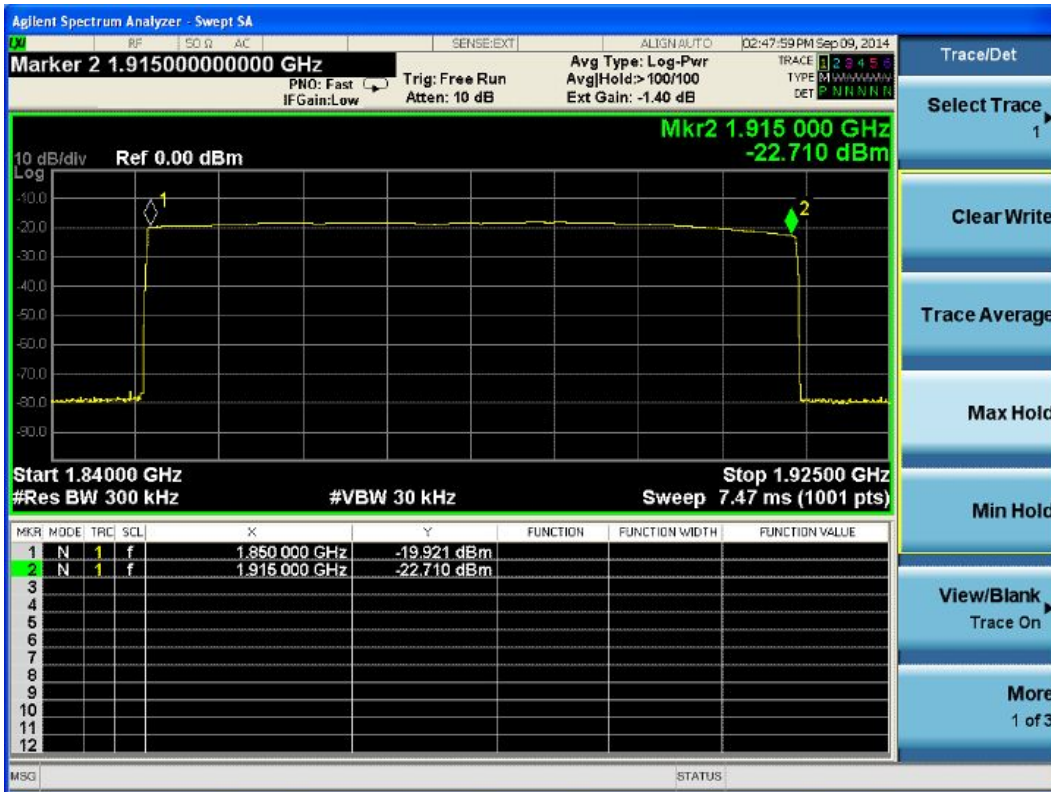 Agilent Spectrum Analyzer - Swept SA
LXI RF 50 Ω AC SENSE:EXT ALIGN AUTO 02:47:59 PM Sep 09, 2014
Marker 2 1.915000000000 GHz
PNO: Fast
IFGain:Low
Trig: Free Run
Atten: 10 dB
Avg Type: Log-Pwr
Avg|Hold:> 100/100
Ext Gain: -1.40 dB
TRACE 1 2 3 4 5 6
TYPE M WWWWW
DET P N N N N N
Mkr2 1.915 000 GHz
-22.710 dBm
10 dB/div Ref 0.00 dBm
Log
-10.0
-20.0
-30.0
-40.0
-50.0
-60.0
-70.0
-80.0
-90.0
1
2
Start 1.84000 GHz Stop 1.92500 GHz
#Res BW 300 kHz #VBW 30 kHz Sweep 7.47 ms (1001 pts)
MKR MODE TRC SCL X Y FUNCTION FUNCTION WIDTH FUNCTION VALUE
1 N 1 f 1.850 000 GHz -19.921 dBm
2 N 1 f 1.915 000 GHz -22.710 dBm
3
4
5
6
7
8
9
10
11
12
MSG STATUS
Trace/Det
Select Trace
1
Clear Write
Trace Average
Max Hold
Min Hold
View/Blank
Trace On
More
1 of 3